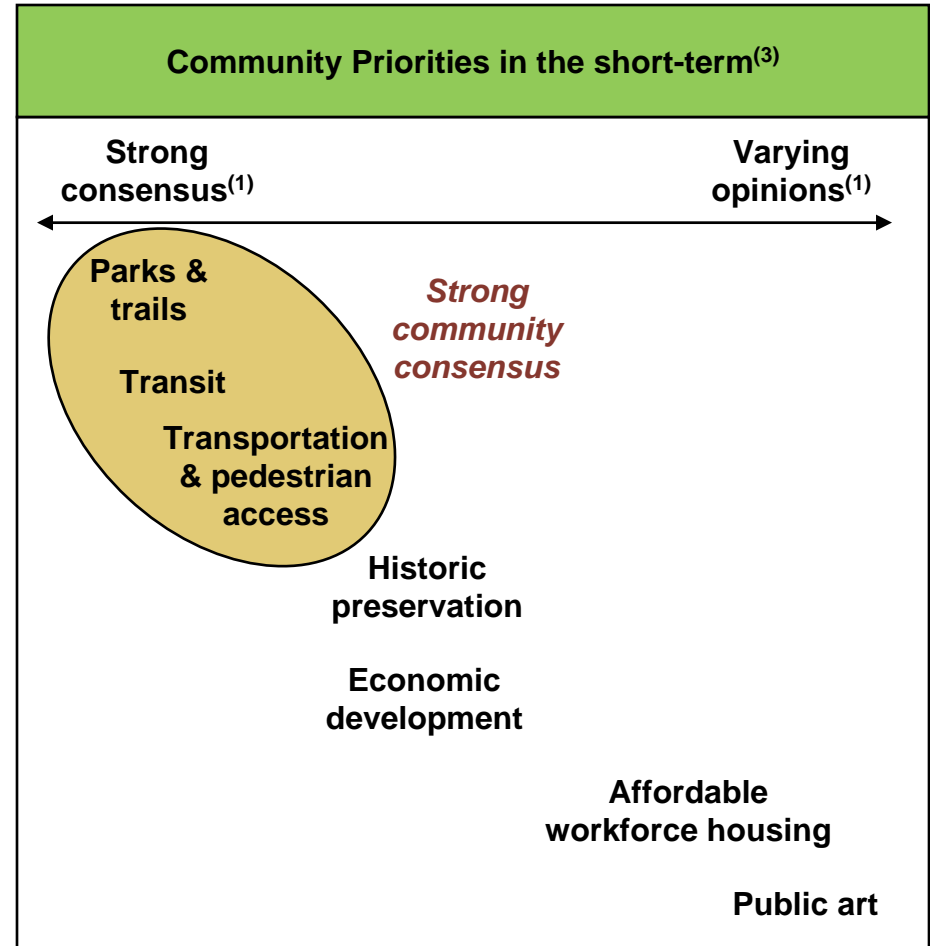 Community Priorities in the short-term(3)
Strong
consensus(1)
Varying
opinions(1)
Parks &
trails
Strong
community
consensus
Transit
Transportation
& pedestrian
access
Historic
preservation
Economic
development
Affordable
workforce housing
Public art